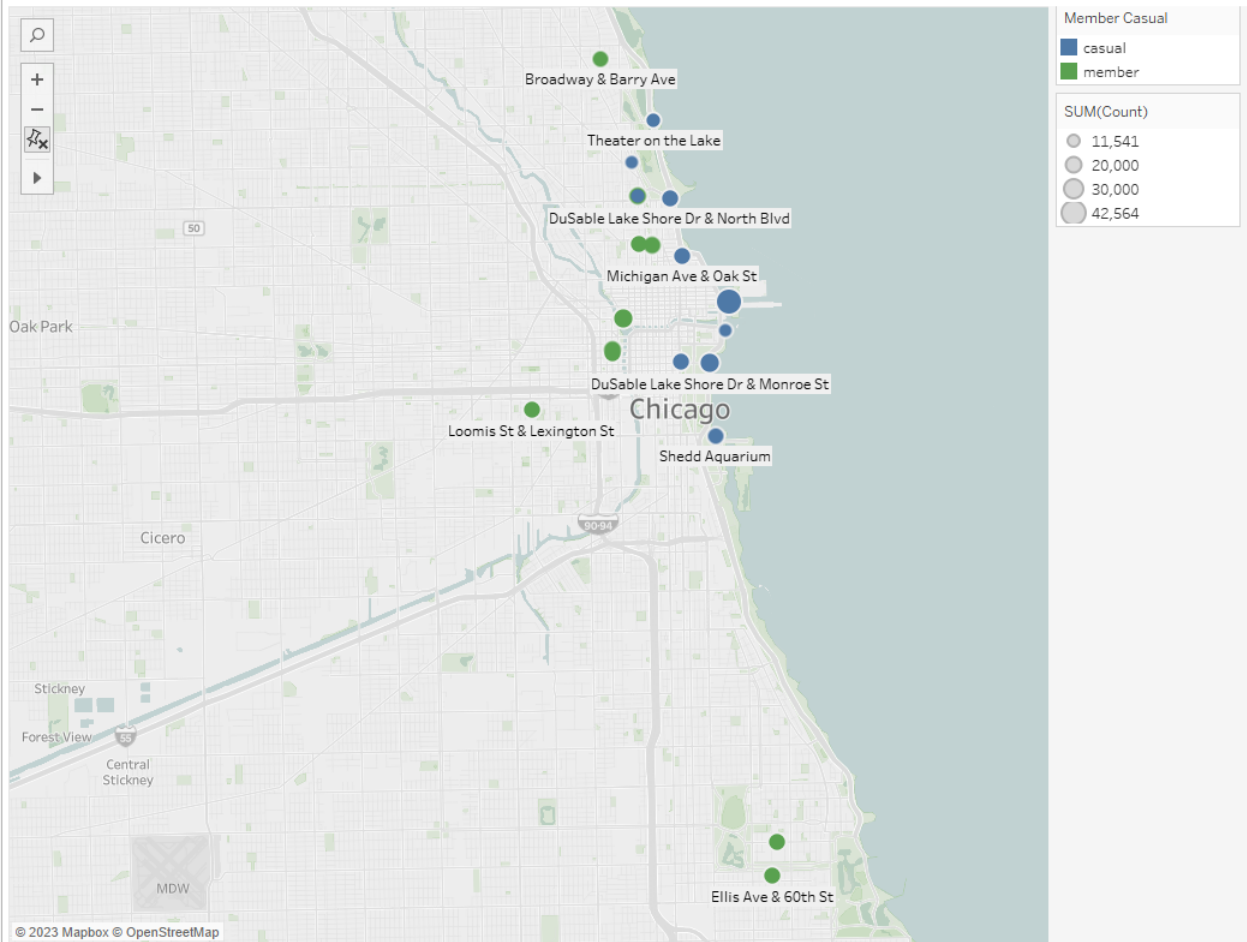 Member Casual
casual
member
SUM(Count)
11,541
20,000
30,000
42,564
Broadway & Barry Ave
Theater on the Lake
50
DuSable Lake Shore Dr & North Blvd
Michigan Ave & Oak St
Oak Park
DuSable Lake Shore Dr & Monroe St
Chicago
Loomis St & Lexington St
Shedd Aquarium
90-94
Cicero
Stickney
Forest View
55
Central
Stickney
MDW
Ellis Ave & 60th St
© 2023 Mapbox © OpenStreetMap